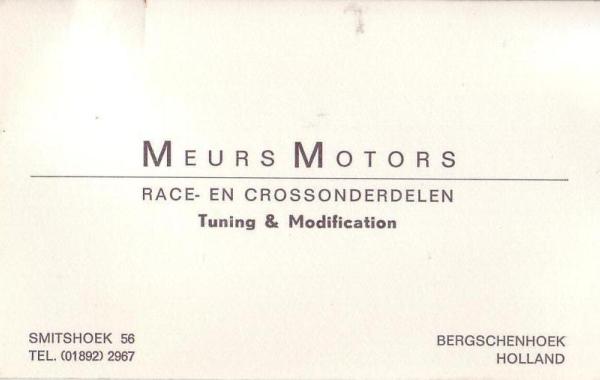 MEURS MOTORS
RACE- EN CROSSONDERDELEN
Tuning & Modification
SMITSHOEK 56
TEL. (01892) 2967
BERGSCHENHOEK
HOLLAND